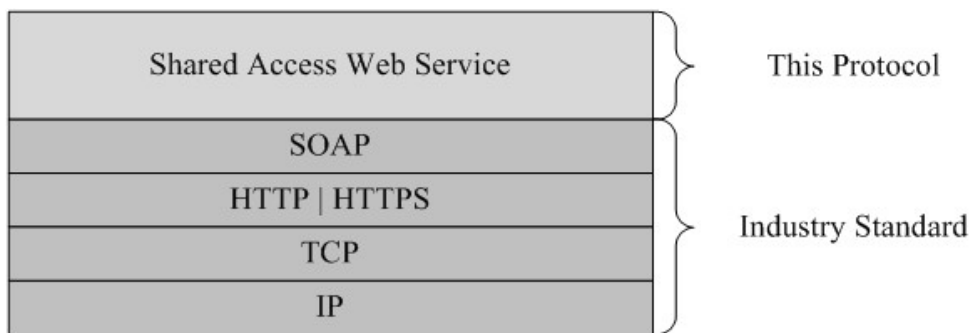 Shared Access Web Service
This Protocol
SOAP
HTTP | HTTPS
TCP
IP
Industry Standard